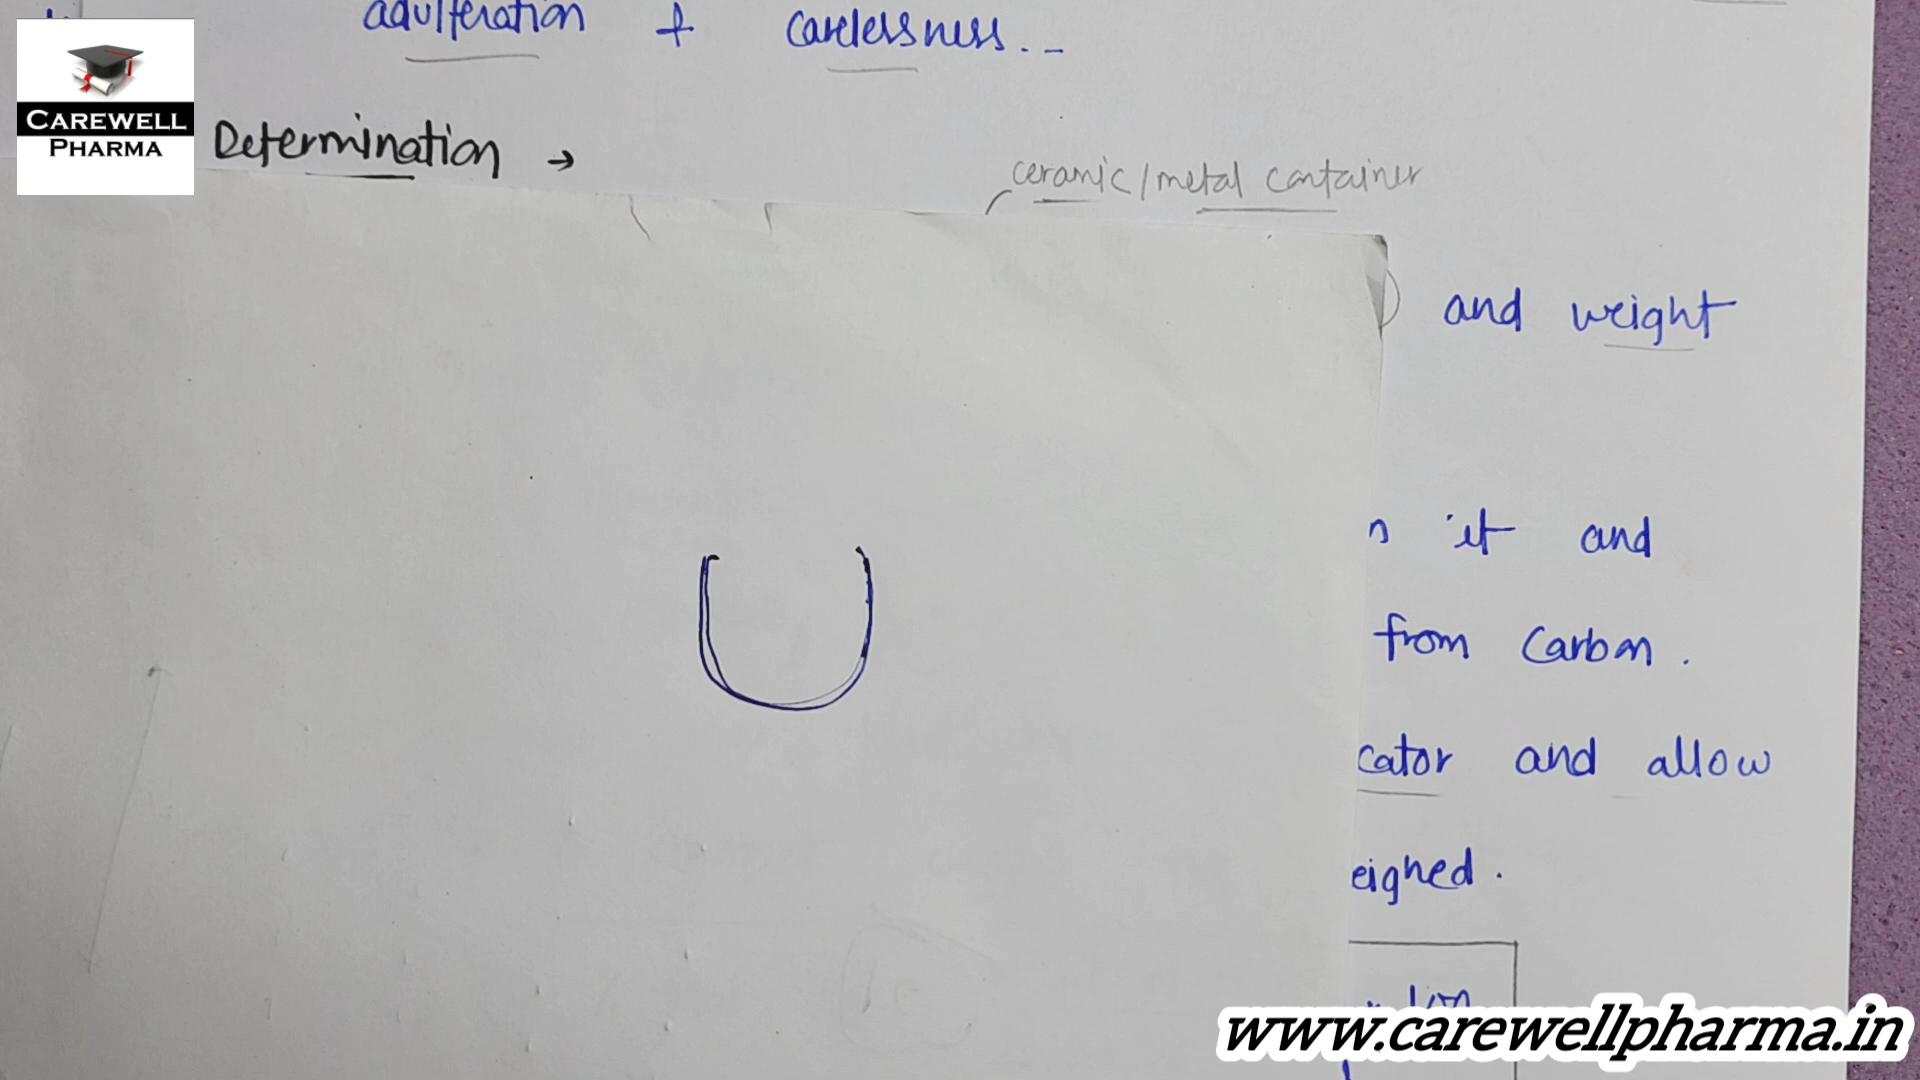 adulteration + carelessness..
CAREWELL
PHARMA
Determination →
ceramic/metal container
and weight
it and
from Carbon.
cator and allow
eighed.
www.carewellpharma.in